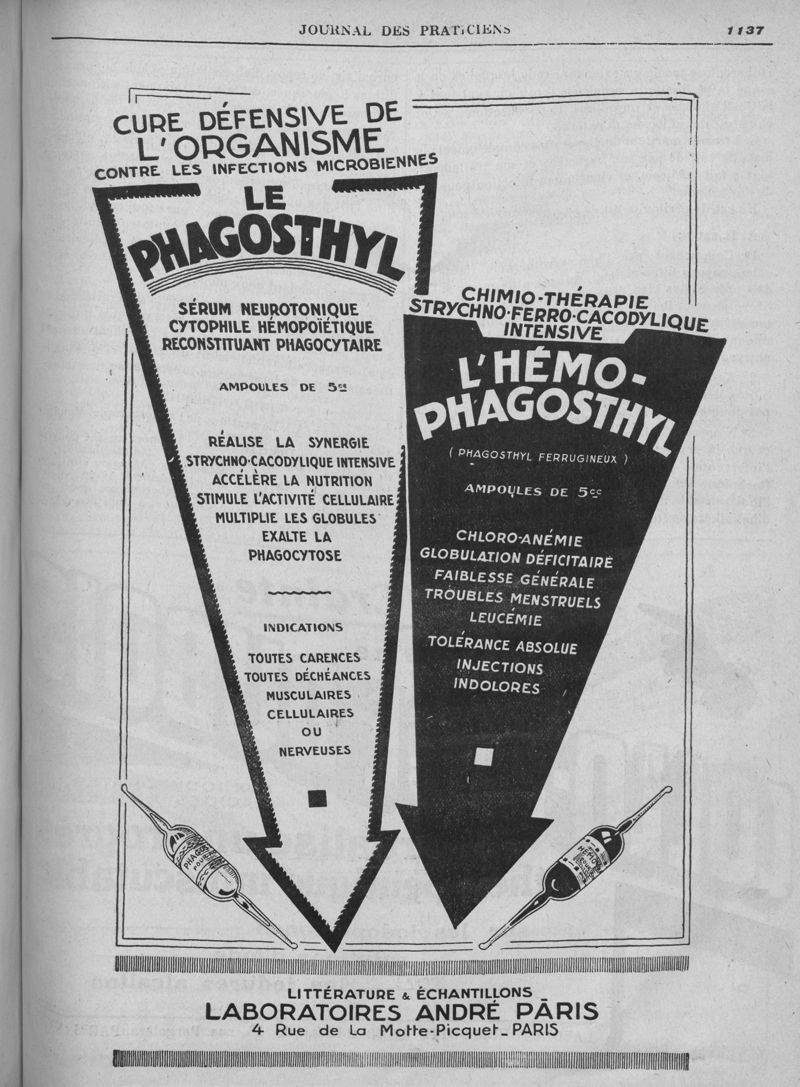 JOURNAL DES PRATICIENS
1137
CURE DÉFENSIVE DE
L'ORGANISME
CONTRE LES INFECTIONS MICROBIENNES
LE
PHAGOSTHYL
SÉRUM NEUROTONIQUE
CYTOPHILE HÉMOPOÏÉTIQUE
RECONSTITUANT PHAGOCYTAIRE
AMPOULES DE 5cc
RÉALISE LA SYNERGIE
STRYCHNO-CACODYLIQUE INTENSIVE
ACCÉLÈRE LA NUTRITION
STIMULE L'ACTIVITÉ CELLULAIRE
MULTIPLIE LES GLOBULES
EXALTE LA
PHAGOCYTOSE
INDICATIONS
TOUTES CARENCES
TOUTES DÉCHÉANCES
MUSCULAIRES
CELLULAIRES
OU
NERVEUSES
CHIMIO-THÉRAPIE
STRYCHNO-FERRO-CACODYLIQUE
INTENSIVE
L'HÉMO-
PHAGOSTHYL
( PHAGOSTHYL FERRUGINEUX )
AMPOULES DE 5cc
CHLORO-ANÉMIE
GLOBULATION DÉFICITAIRE
FAIBLESSE GÉNÉRALE
TROUBLES MENSTRUELS
LEUCÉMIE
TOLÉRANCE ABSOLUE
INJECTIONS
INDOLORES
LITTÉRATURE & ÉCHANTILLONS
LABORATOIRES ANDRÉ PÂRIS
4 Rue de La Motte-Picquet_PARIS